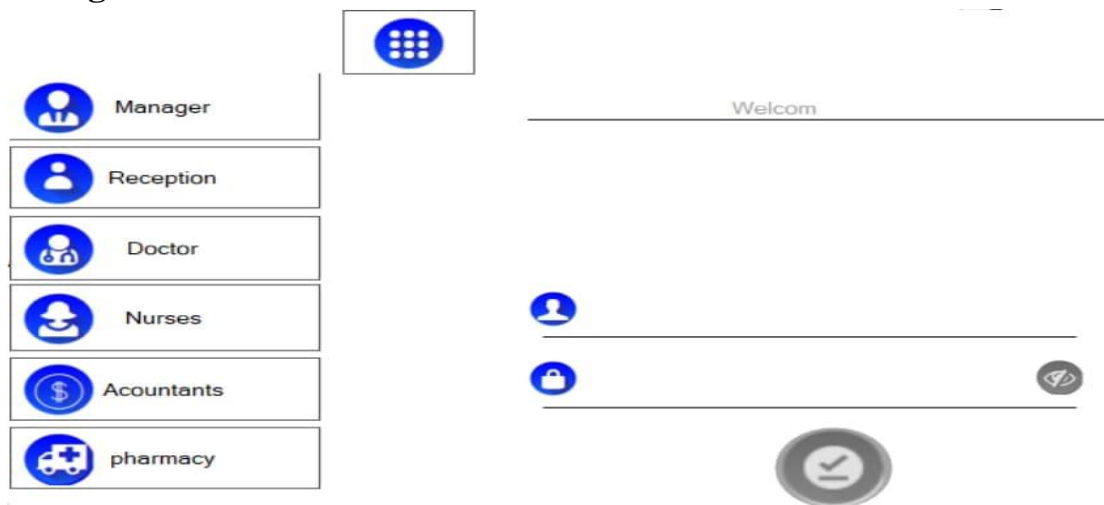 Manager
Welcom
Reception
Doctor
Nurses
Acountants
pharmacy